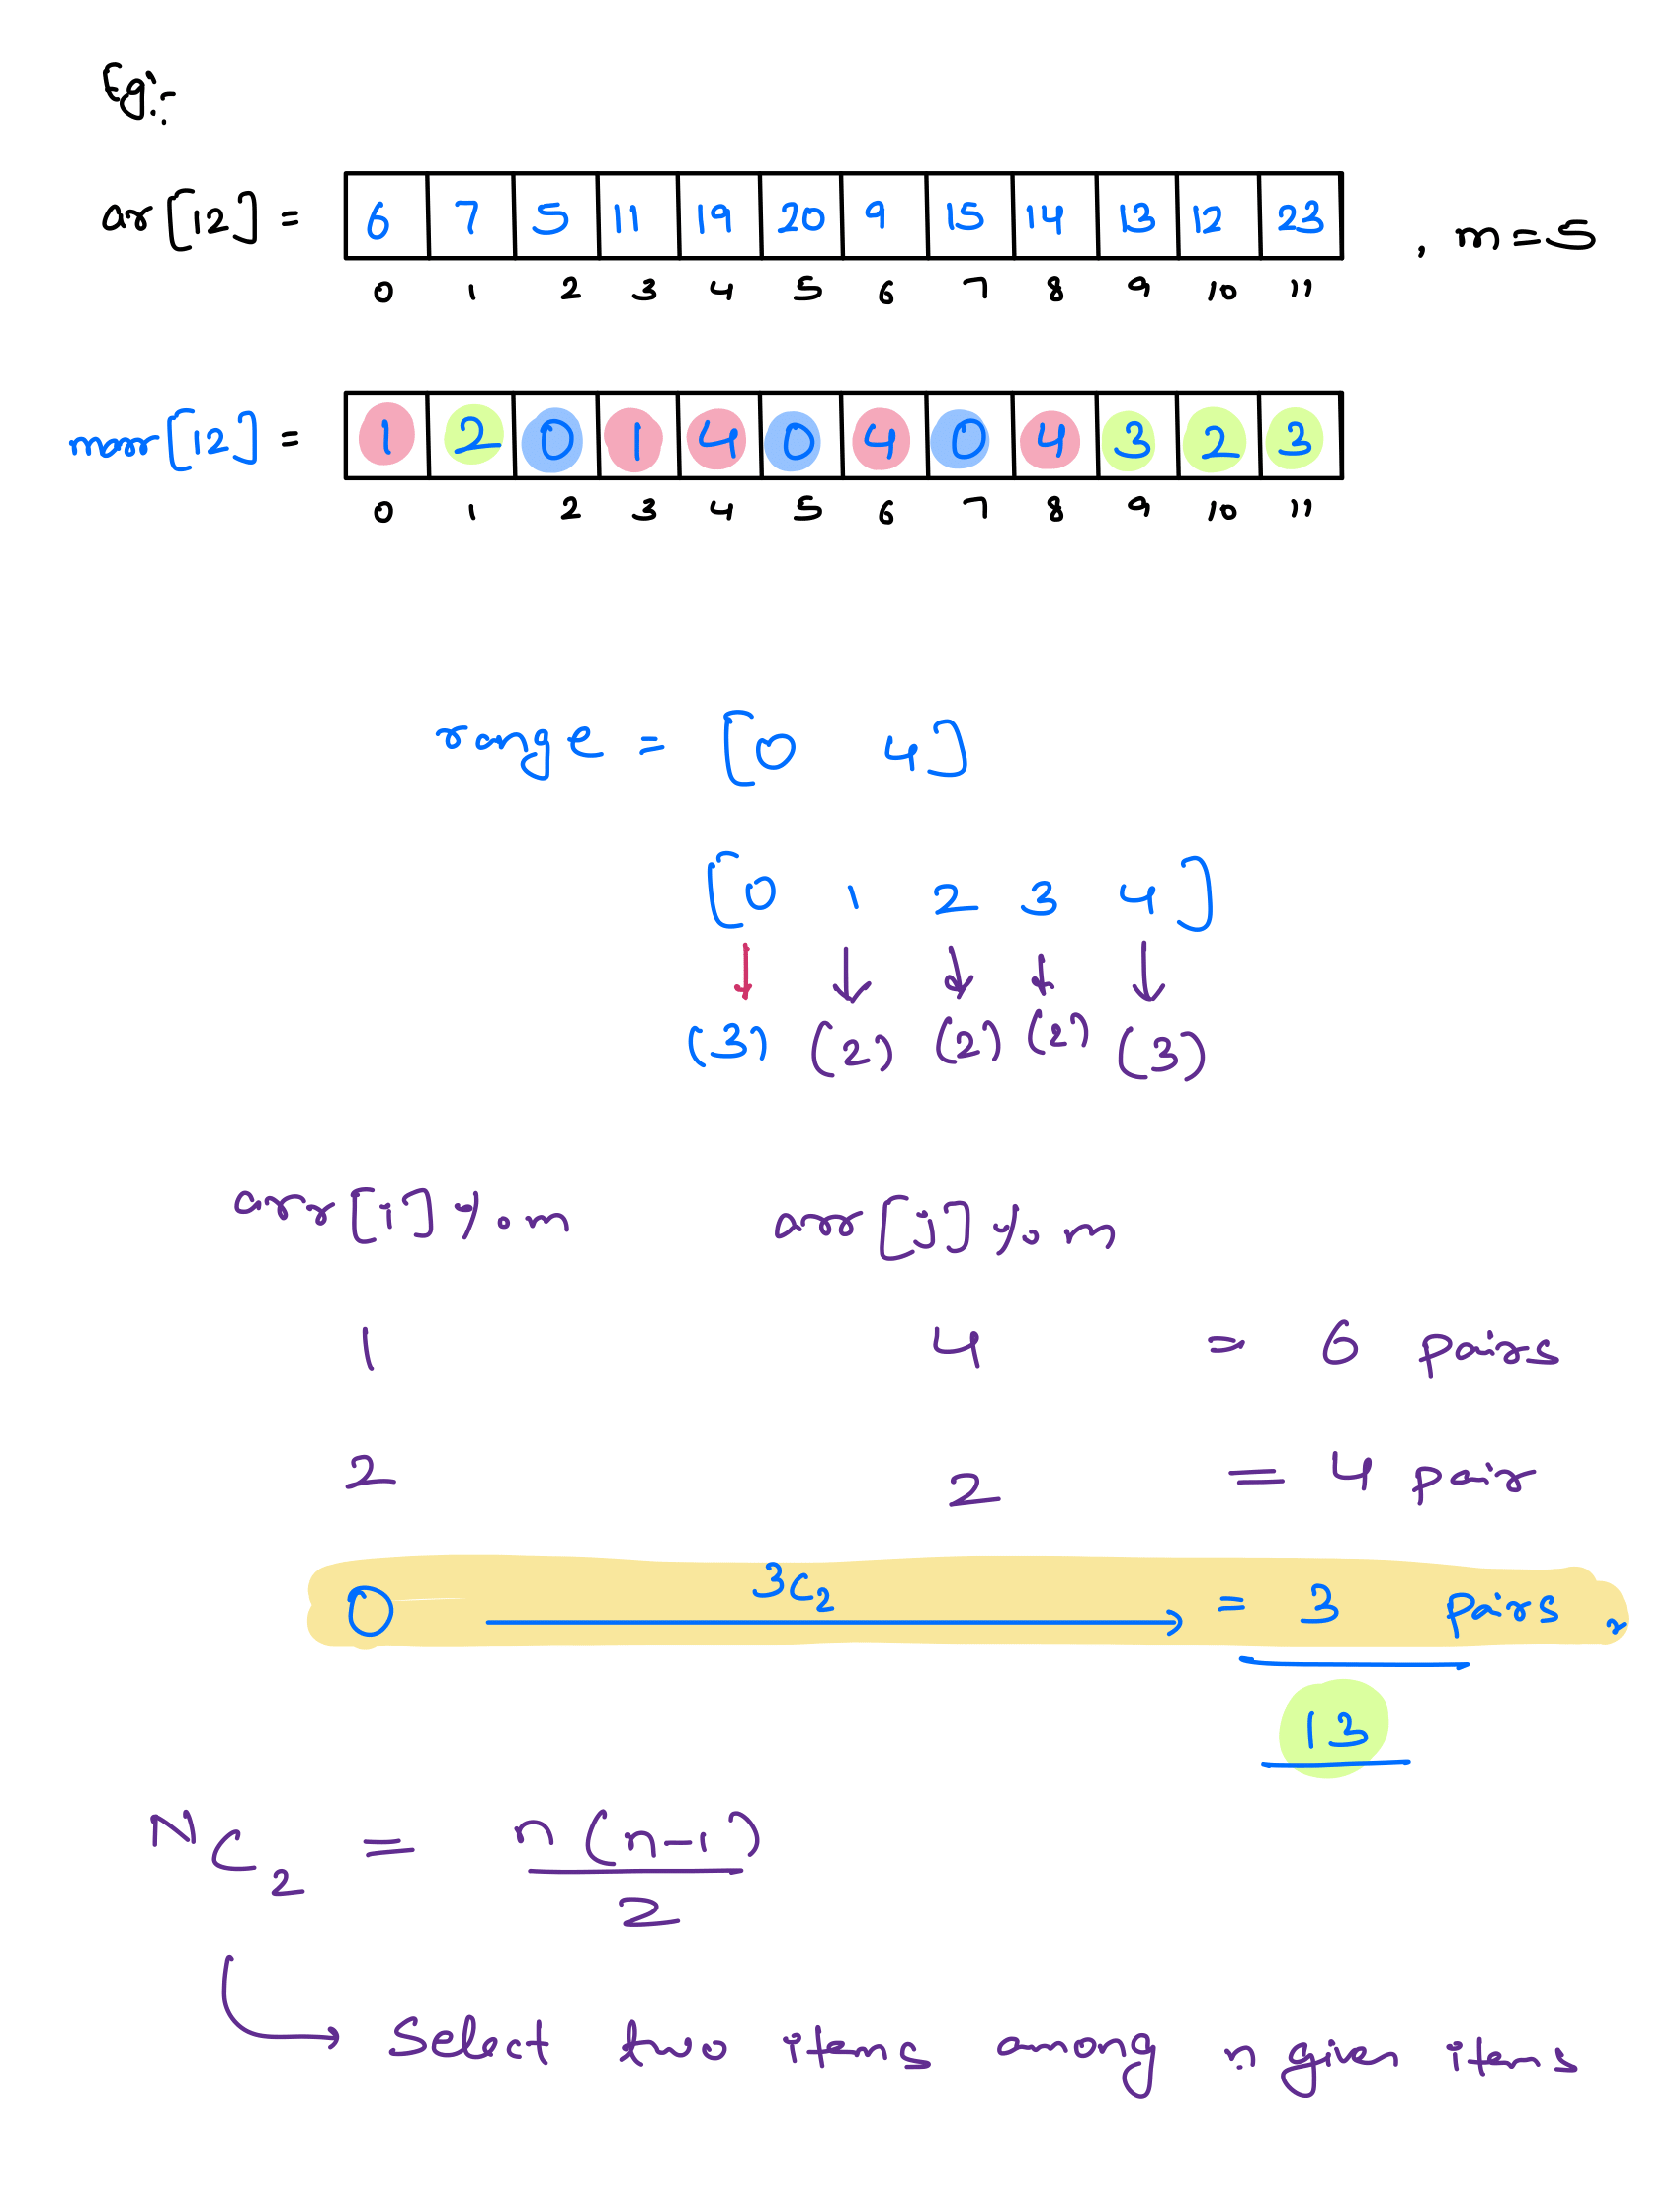 Eg:-
ar[12] = 6 7 5 11 19 20 9 15 14 13 12 23 , m=5
0 1 2 3 4 5 6 7 8 9 10 11
marr[12] = 1 2 0 1 4 0 4 0 4 3 2 3
0 1 2 3 4 5 6 7 8 9 10 11
range = [0 4]
[0 1 2 3 4]
(3) (2) (2) (2) (3)
arr[i] % m arr[j] % m
1 4 = 6 pairs
2 2 = 4 pair
0 3C2 = 3 pairs
13
NC2 = n(n-1)
2
Select two items among n given items